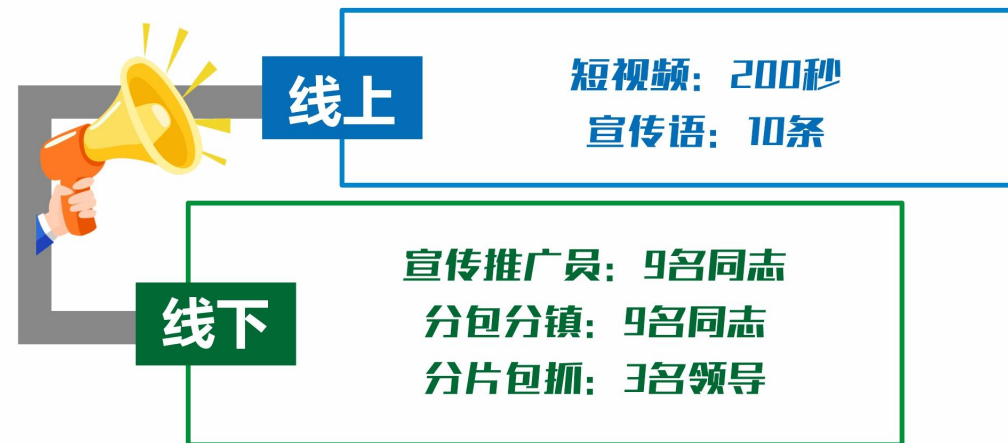 线上
短视频：200秒
宣传语：10条
线下
宣传推广员：9名同志
分包分镇：9名同志
分片包抓：3名领导